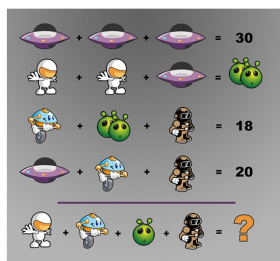 + + = 30
+ + =
+ + = 18
+ + = 20
+ + + = ?